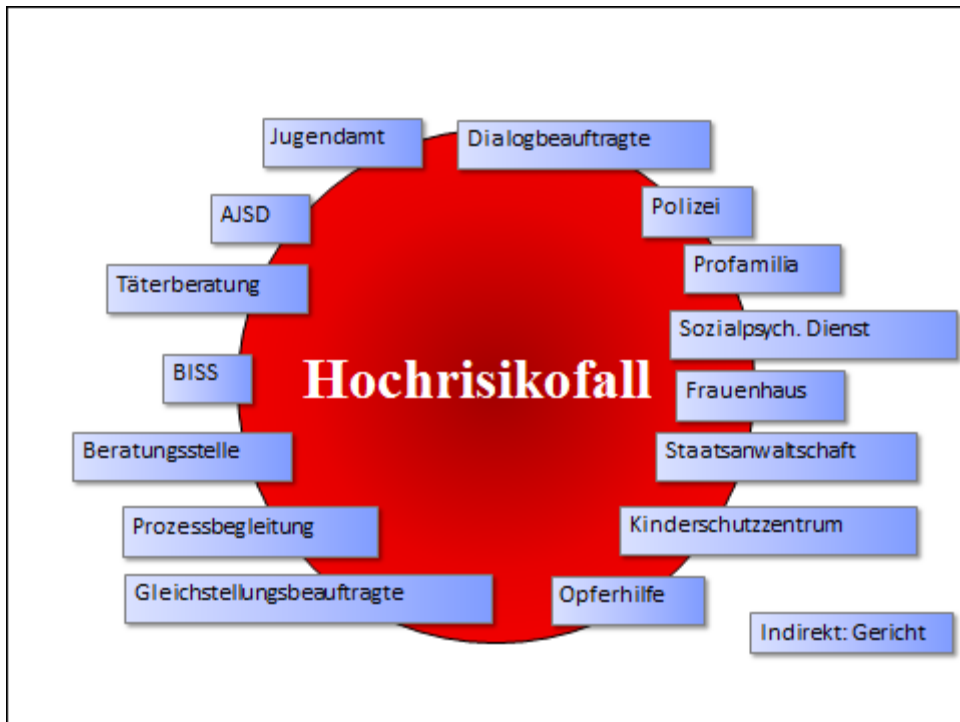 Jugendamt
Dialogbeauftragte
AJSD
Polizei
Profamilia
Täterberatung
Sozialpsych. Dienst
BISS
Hochrisikofall
Frauenhaus
Beratungsstelle
Staatsanwaltschaft
Prozessbegleitung
Kinderschutzzentrum
Gleichstellungsbeauftragte
Opferhilfe
Indirekt: Gericht